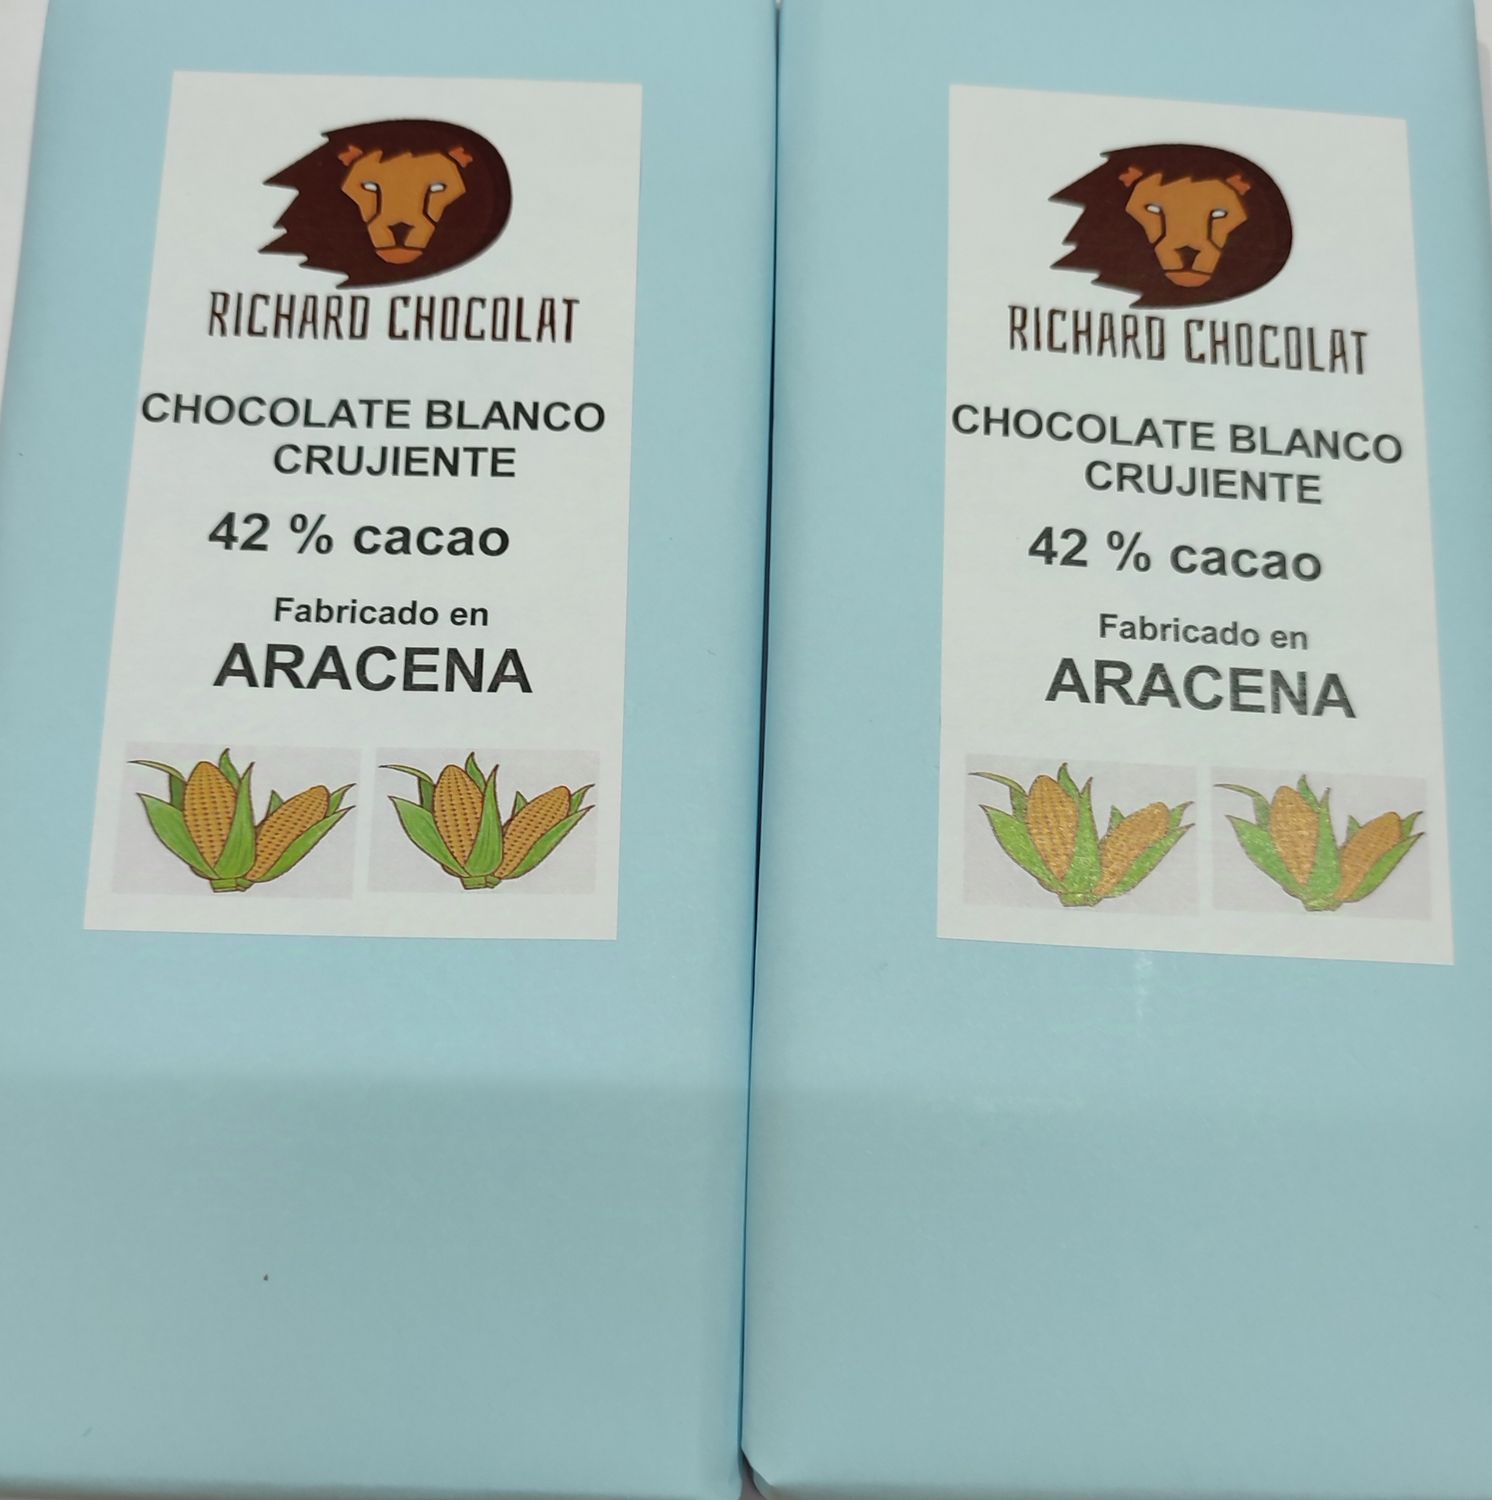 RICHARD CHOCOLAT
CHOCOLATE BLANCO
CRUJIENTE
42 % cacao
Fabricado en
ARACENA
RICHARD CHOCOLAT
CHOCOLATE BLANCO
CRUJIENTE
42 % cacao
Fabricado en
ARACENA